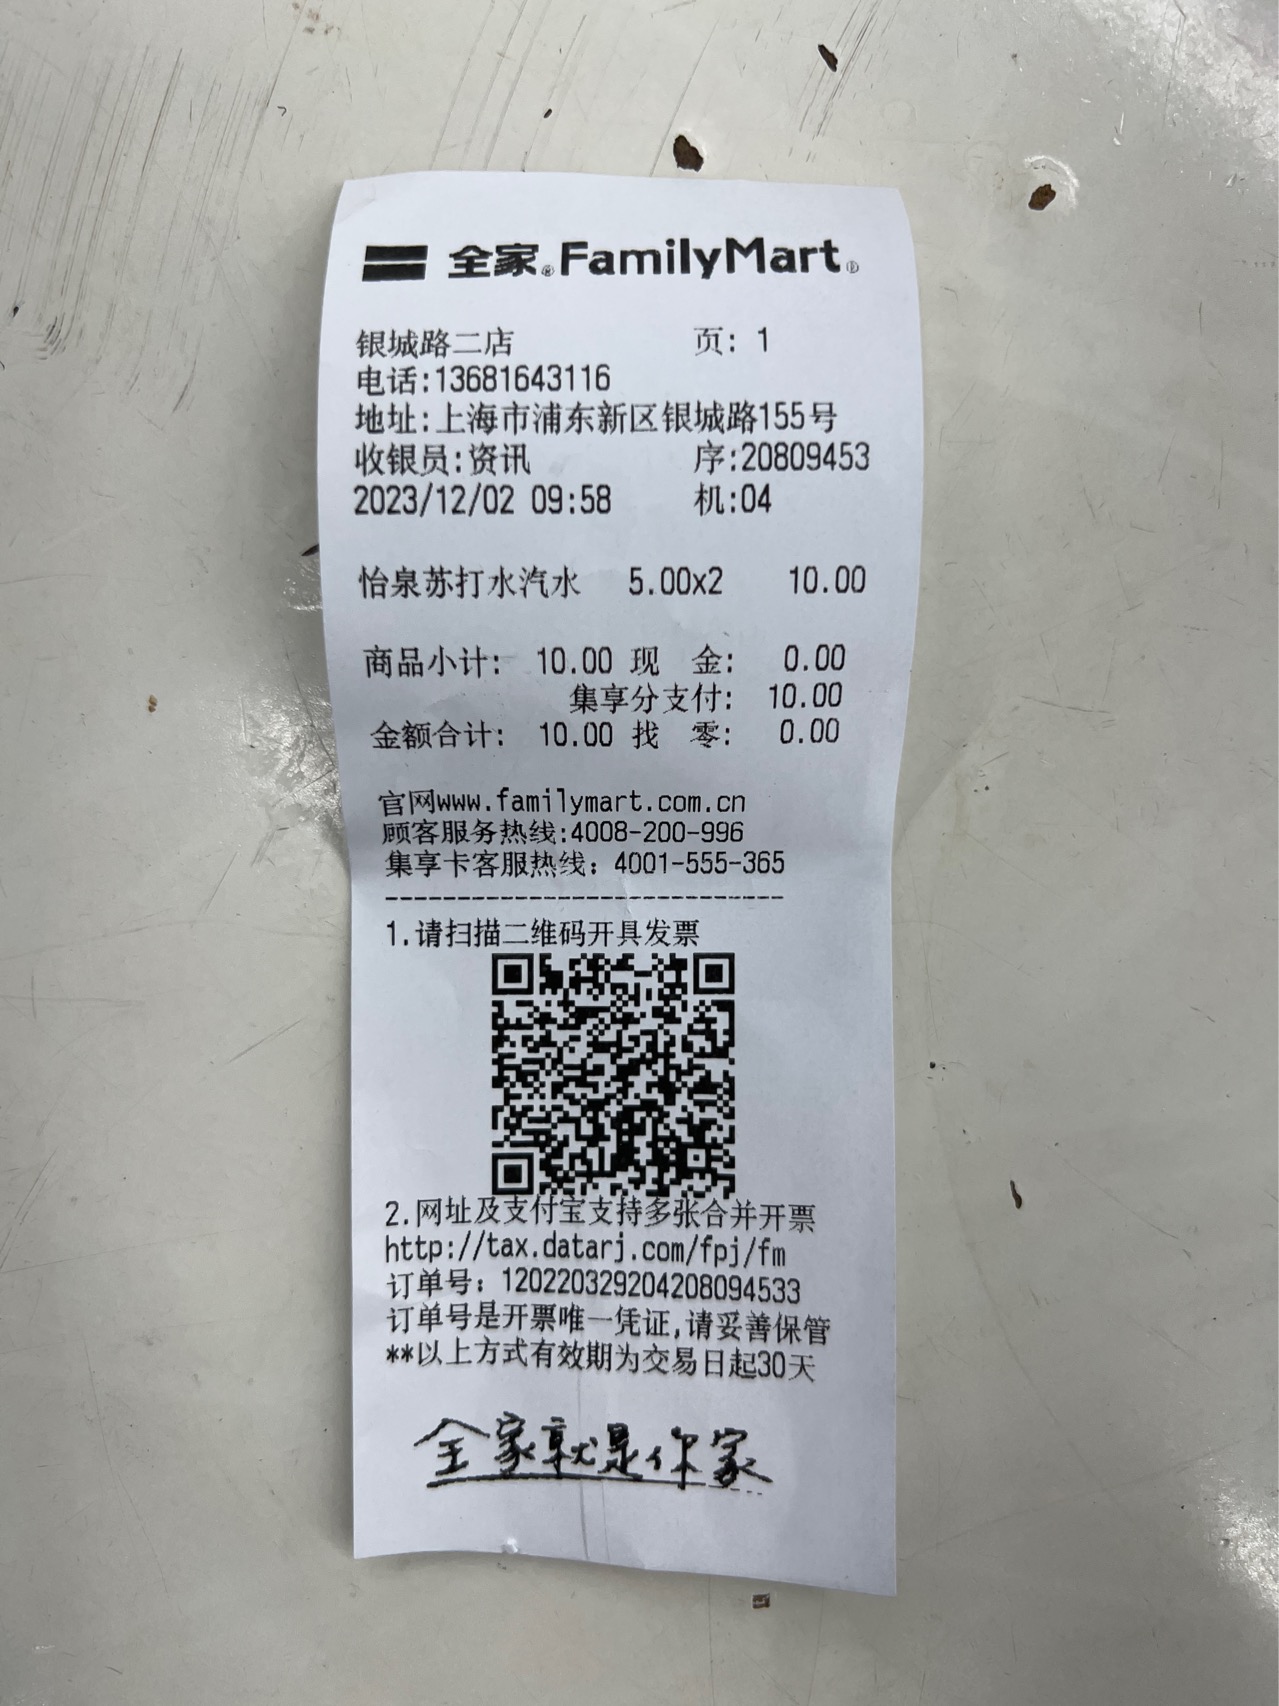 全家®FamilyMart®
银城路二店 页: 1
电话:13681643116
地址:上海市浦东新区银城路155号
收银员:资讯 序:20809453
2023/12/02 09:58 机:04
怡泉苏打水汽水 5.00x2 10.00
商品小计: 10.00 现 金: 0.00
集享分支付: 10.00
金额合计: 10.00 找 零: 0.00
官网www.familymart.com.cn
顾客服务热线:4008-200-996
集享卡客服热线: 4001-555-365
----------------------------
1.请扫描二维码开具发票
2.网址及支付宝支持多张合并开票
http://tax.datarj.com/fpj/fm
订单号: 120220329204208094533
订单号是开票唯一凭证,请妥善保管
**以上方式有效期为交易日起30天
全家就是你家